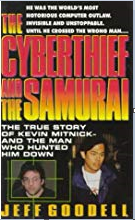 HE WAS THE WORLD'S MOST
NOTORIOUS COMPUTER OUTLAW.
INVISIBLE AND UNSTOPPABLE.
UNTIL HE CROSSED THE WRONG MAN...
THE
CYBERTHIEF
AND THE
SAMURAI
THE TRUE STORY
OF KEVIN MITNICK-
AND THE MAN
WHO HUNTED
HIM DOWN
JEFF GOODELL